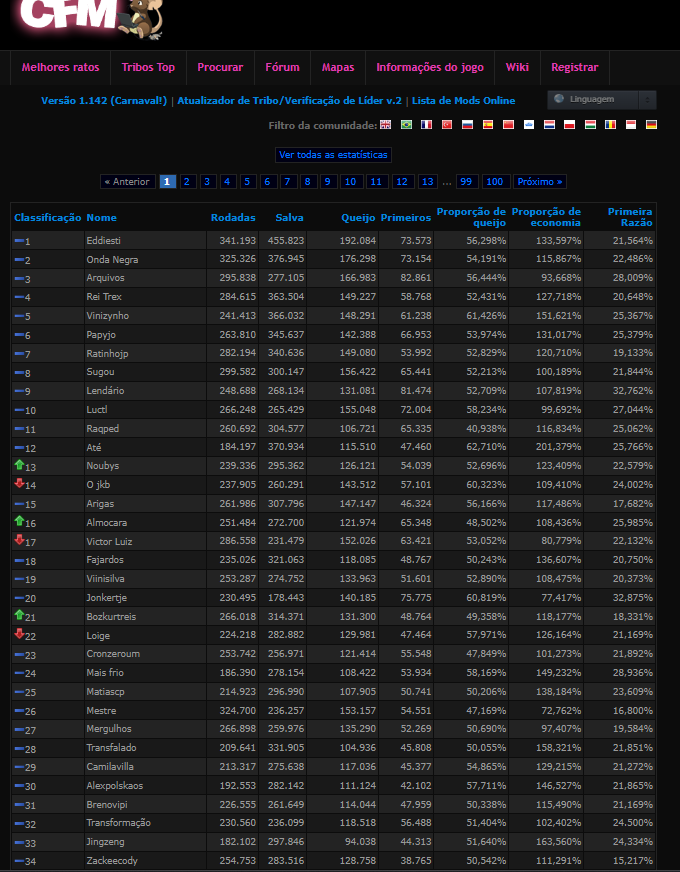 CFM
Melhores ratos Tribos Top Procurar Fórum Mapas Informações do jogo Wiki Registrar
Versão 1.142 (Carnaval!) | Atualizador de Tribo/Verificação de Líder v.2 | Lista de Mods Online
Linguagem
Filtro da comunidade:
Ver todas as estatísticas
« Anterior 1 2 3 4 5 6 7 8 9 10 11 12 13 ... 99 100 Próximo »
Classificação Nome Rodadas Salva Queijo Primeiros Proporção de queijo Proporção de economia Primeira Razão
1 Eddiesti 341.193 455.823 192.084 73.573 56,298% 133,597% 21,564%
2 Onda Negra 325.326 376.945 176.298 73.154 54,191% 115,867% 22,486%
3 Arquivos 295.838 277.105 166.983 82.861 56,444% 93,668% 28,009%
4 Rei Trex 284.615 363.504 149.227 58.768 52,431% 127,718% 20,648%
5 Vinizynho 241.413 366.032 148.291 61.238 61,426% 151,621% 25,367%
6 Papyjo 263.810 345.637 142.388 66.953 53,974% 131,017% 25,379%
7 Ratinhojp 282.194 340.636 149.080 53.992 52,829% 120,710% 19,133%
8 Sugou 299.582 300.147 156.422 65.441 52,213% 100,189% 21,844%
9 Lendário 248.688 268.134 131.081 81.474 52,709% 107,819% 32,762%
10 Luctl 266.248 265.429 155.048 72.004 58,234% 99,692% 27,044%
11 Raqped 260.692 304.577 106.721 65.335 40,938% 116,834% 25,062%
12 Até 184.197 370.934 115.510 47.460 62,710% 201,379% 25,766%
13 Noubys 239.336 295.362 126.121 54.039 52,696% 123,409% 22,579%
14 O jkb 237.905 260.291 143.512 57.101 60,323% 109,410% 24,002%
15 Arigas 261.986 307.796 147.147 46.324 56,166% 117,486% 17,682%
16 Almocara 251.484 272.700 121.974 65.348 48,502% 108,436% 25,985%
17 Victor Luiz 286.558 231.479 152.026 63.421 53,052% 80,779% 22,132%
18 Fajardos 235.026 321.063 118.085 48.767 50,243% 136,607% 20,750%
19 Viinisilva 253.287 274.752 133.963 51.601 52,890% 108,475% 20,373%
20 Jonkertje 230.495 178.443 140.185 75.775 60,819% 77,417% 32,875%
21 Bozkurtreis 266.018 314.371 131.300 48.764 49,358% 118,177% 18,331%
22 Loige 224.218 282.882 129.981 47.464 57,971% 126,164% 21,169%
23 Cronzeroum 253.742 256.971 121.414 55.548 47,849% 101,273% 21,892%
24 Mais frio 186.390 278.154 108.422 53.934 58,169% 149,232% 28,936%
25 Matiascp 214.923 296.990 107.905 50.741 50,206% 138,184% 23,609%
26 Mestre 324.700 236.257 153.157 54.551 47,169% 72,762% 16,800%
27 Mergulhos 266.898 259.976 135.290 52.269 50,690% 97,407% 19,584%
28 Transfalado 209.641 331.905 104.936 45.808 50,055% 158,321% 21,851%
29 Camilavilla 213.317 275.638 117.036 45.377 54,865% 129,215% 21,272%
30 Alexpolskaos 192.553 282.142 111.124 42.102 57,711% 146,527% 21,865%
31 Brenovipi 226.555 261.649 114.044 47.959 50,338% 115,490% 21,169%
32 Transformação 230.560 236.099 118.518 56.488 51,404% 102,402% 24.500%
33 Jingzeng 182.102 297.846 94.038 44.313 51,640% 163,560% 24,334%
34 Zackeecody 254.753 283.516 128.758 38.765 50,542% 111,291% 15,217%